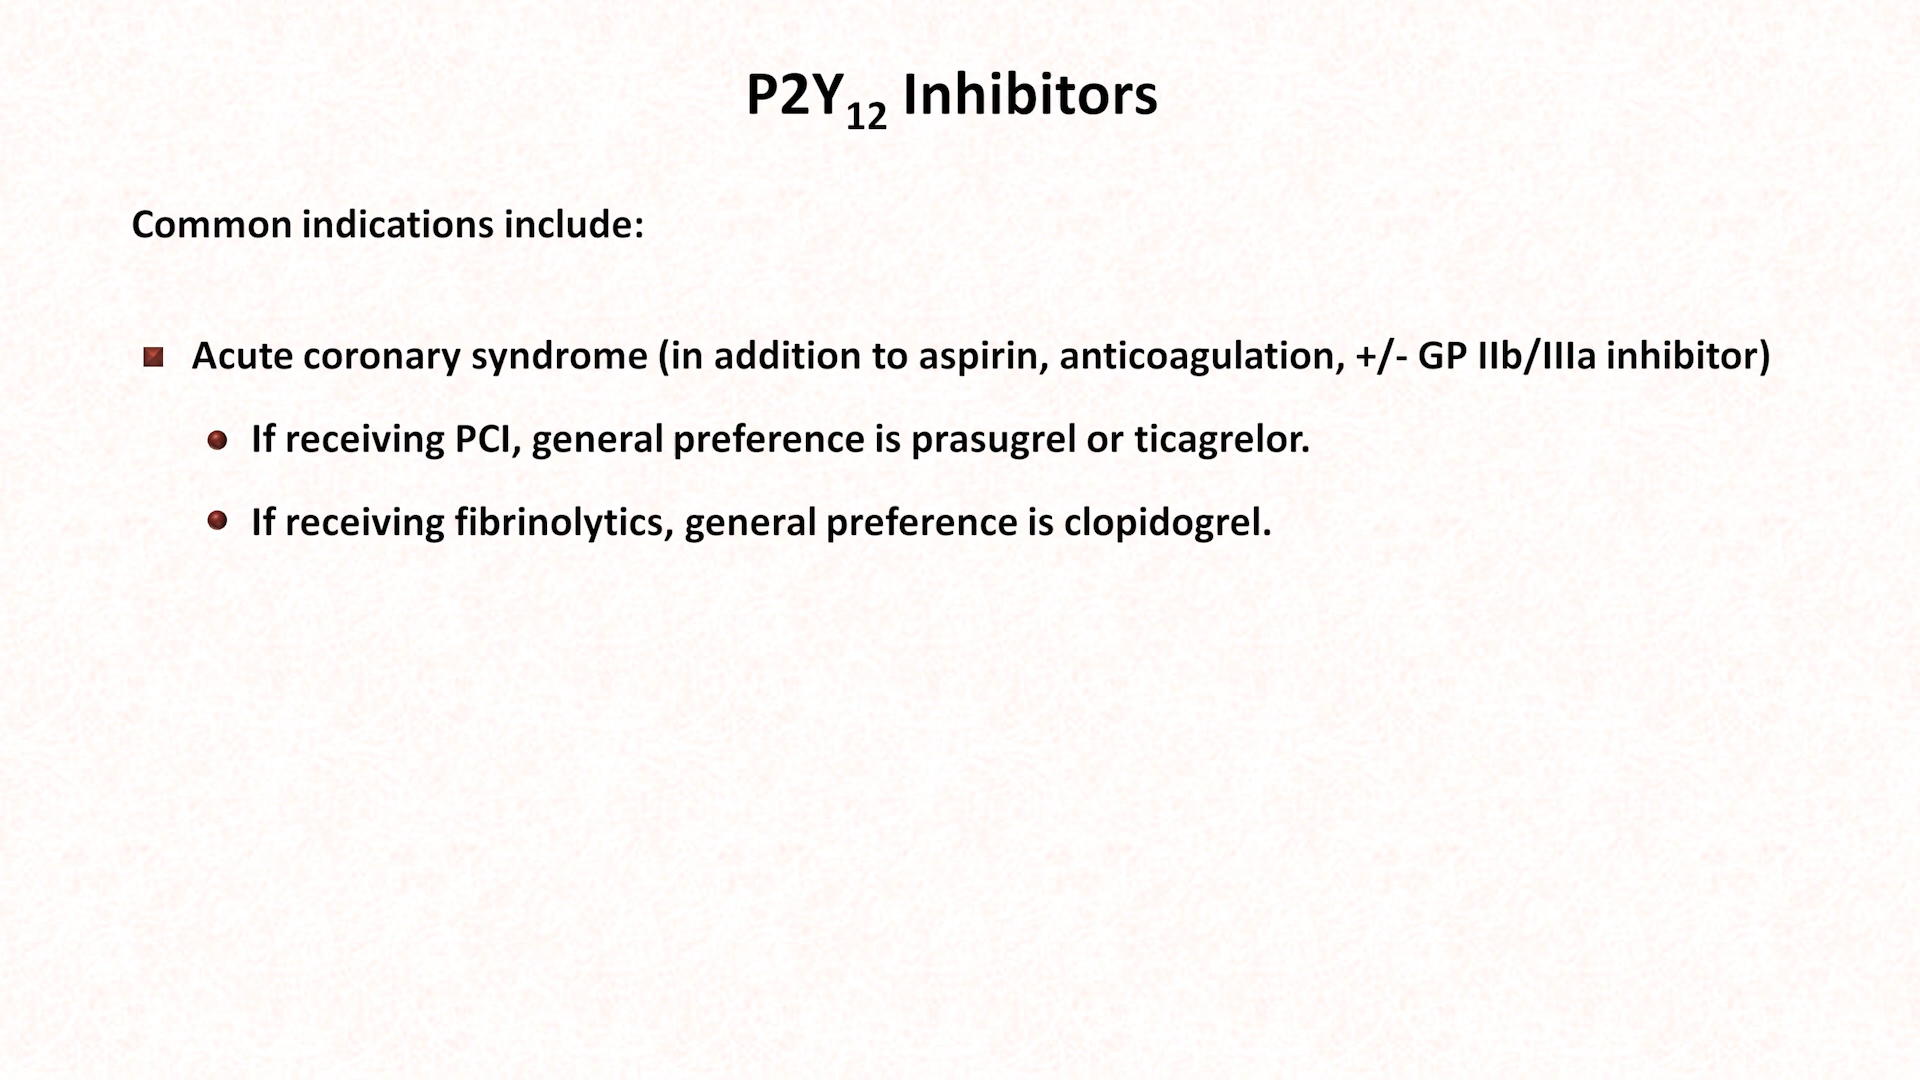 P2Y₁₂ Inhibitors
Common indications include:
Acute coronary syndrome (in addition to aspirin, anticoagulation, +/- GP IIb/IIIa inhibitor)
If receiving PCI, general preference is prasugrel or ticagrelor.
If receiving fibrinolytics, general preference is clopidogrel.